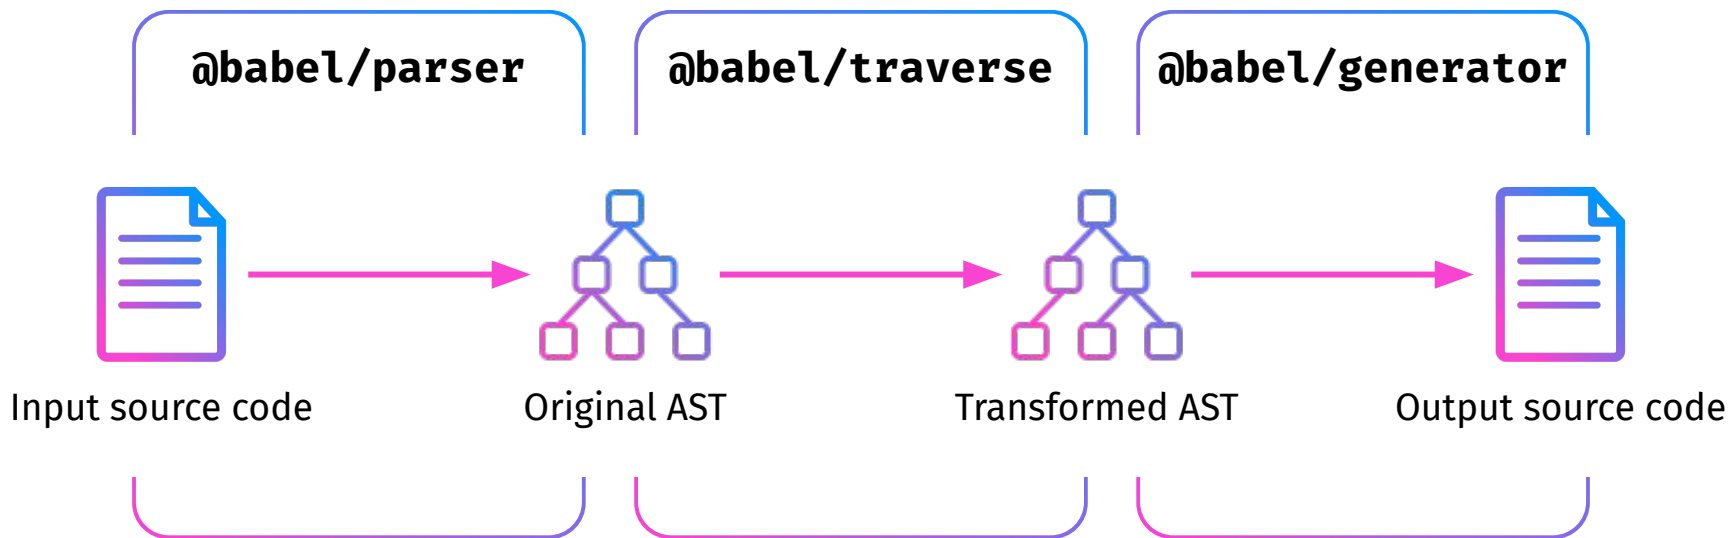 @babel/parser
@babel/traverse
@babel/generator
Input source code
Original AST
Transformed AST
Output source code